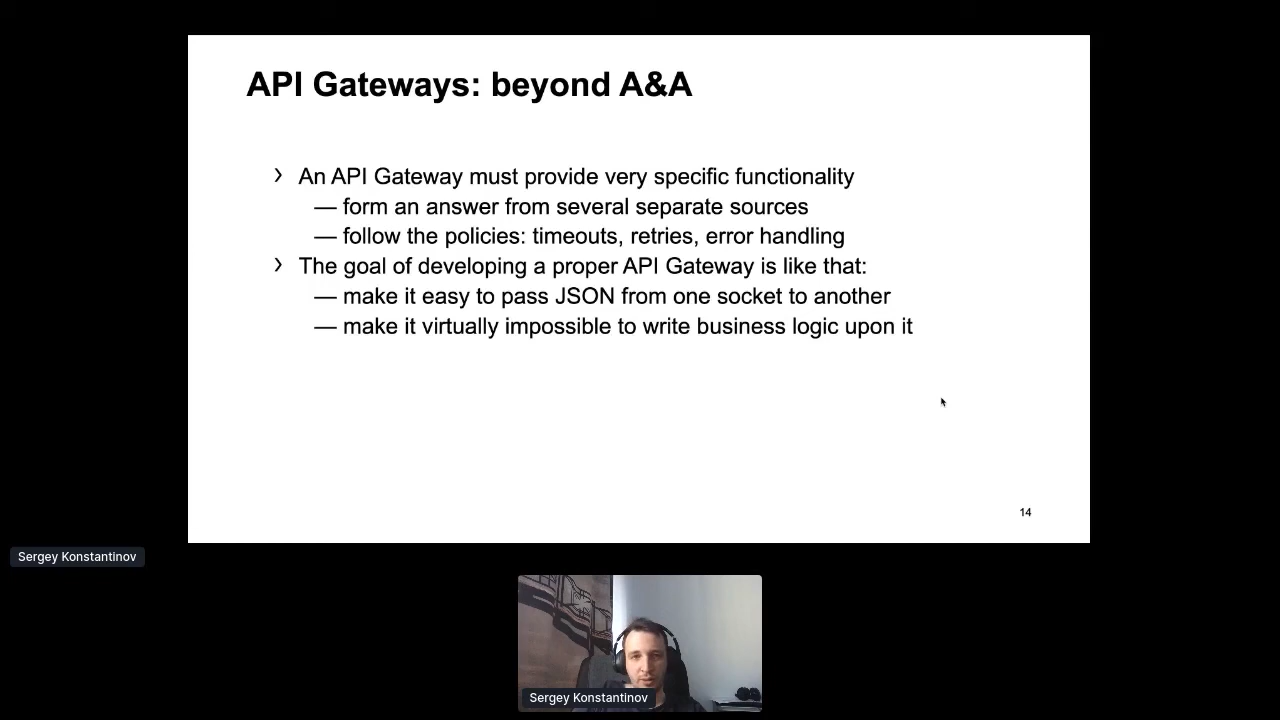 API Gateways: beyond A&A
› An API Gateway must provide very specific functionality
— form an answer from several separate sources
— follow the policies: timeouts, retries, error handling
› The goal of developing a proper API Gateway is like that:
— make it easy to pass JSON from one socket to another
— make it virtually impossible to write business logic upon it
14
Sergey Konstantinov
Sergey Konstantinov